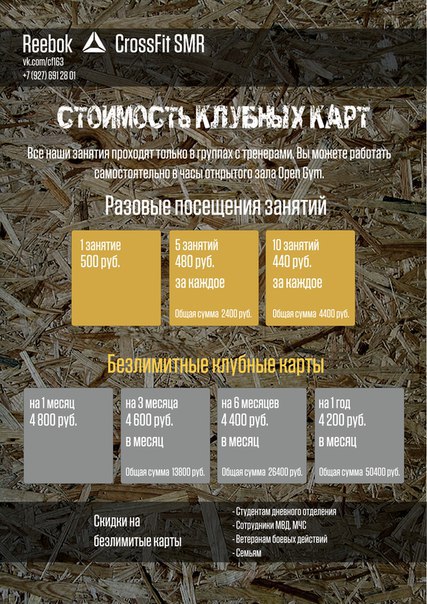 Reebok CrossFit SMR
vk.com/cf163
+7 (927) 691 28 01
СТОИМОСТЬ КЛУБНЫХ КАРТ
Все наши занятия проходят только в группах с тренерами. Вы можете работать
самостоятельно в часы открытого зала Open Gym.
Разовые посещения занятий
1 занятие
500 руб.
5 занятий
480 руб.
за каждое
Общая сумма 2400 руб.
10 занятий
440 руб.
за каждое
Общая сумма 4400 руб.
Безлимитные клубные карты
на 1 месяц
4 800 руб.
на 3 месяца
4 600 руб.
в месяц
Общая сумма 13800 руб.
на 6 месяцев
4 400 руб.
в месяц
Общая сумма 26400 руб.
на 1 год
4 200 руб.
в месяц
Общая сумма 50400 руб.
Скидки на
безлимитые карты
- Студентам дневного отделения
- Сотрудники МВД, МЧС
- Ветеранам боевых действий
- Семьям